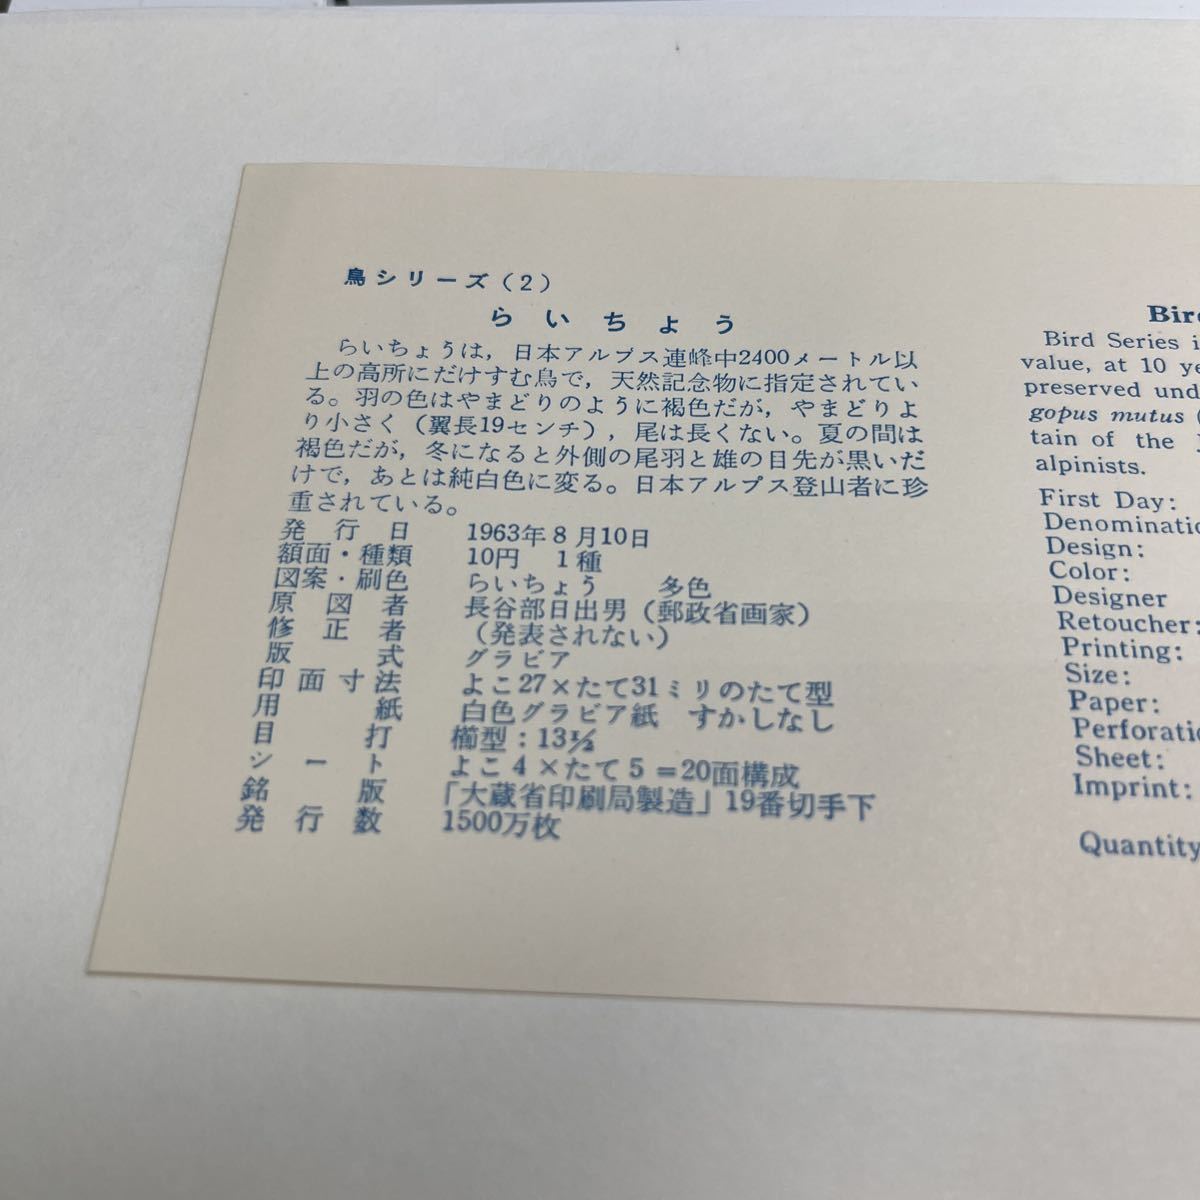 鳥シリーズ（2）
らいちょう
らいちょうは，日本アルプス連峰中2400メートル以
上の高所にだけすむ鳥で，天然記念物に指定されてい
る。羽の色はやまどりのように褐色だが，やまどりよ
り小さく（翼長19センチ），尾は長くない。夏の間は
褐色だが，冬になると外側の尾羽と雄の目先が黒いだ
けで，あとは純白色に変る。日本アルプス登山者に珍
重されている。
発行日 1963年8月10日
額面・種類 10円 1種
図案・刷色 らいちょう 多色
原図者 長谷部日出男（郵政省画家）
修正者 （発表されない）
版式 グラビア
印面寸法 よこ27×たて31ミリのたて型
用紙 白色グラビア紙 すかしなし
目打 櫛型：13½
シート よこ4×たて5＝20面構成
銘版 「大蔵省印刷局製造」19番切手下
発行数 1500万枚
Bird
Bird Series i
value, at 10 ye
preserved und
gopus mutus (
tain of the J
alpinists.
First Day:
Denominatio
Design:
Color:
Designer
Retoucher:
Printing:
Size:
Paper:
Perforatio
Sheet:
Imprint:
Quantity